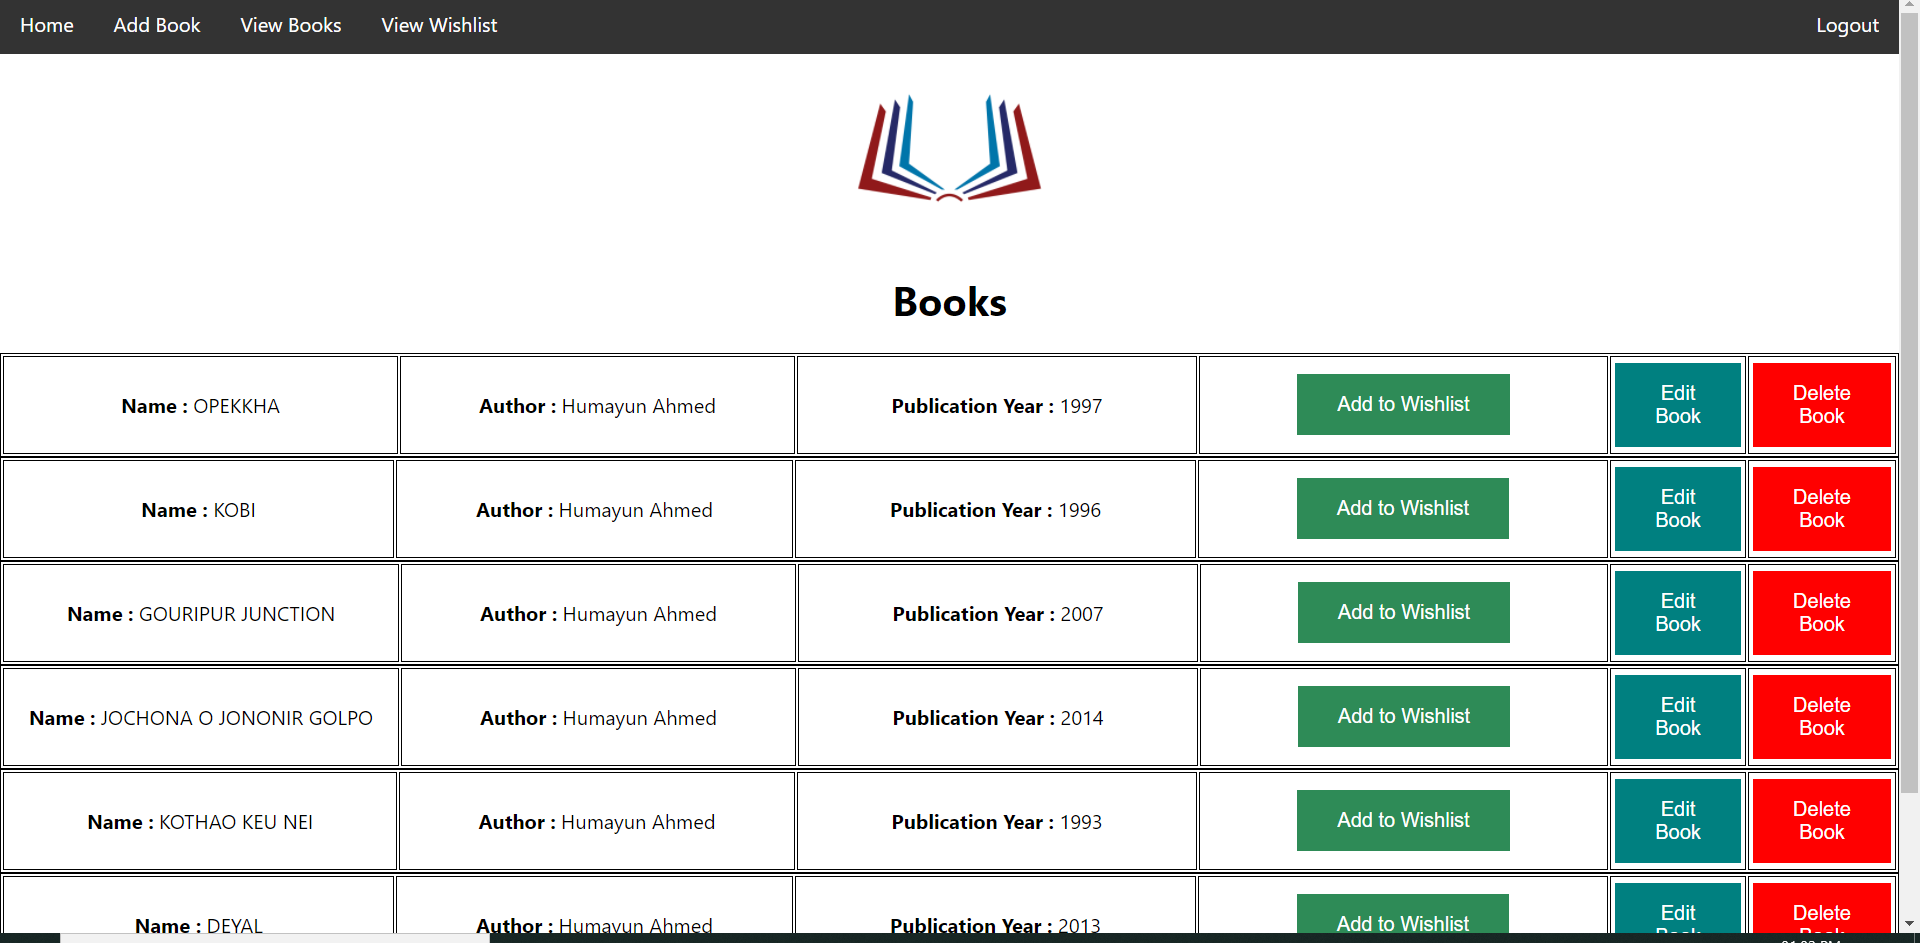 Home Add Book View Books View Wishlist Logout
Books
Name : OPEKKHA Author : Humayun Ahmed Publication Year : 1997 Add to Wishlist Edit Book Delete Book
Name : KOBI Author : Humayun Ahmed Publication Year : 1996 Add to Wishlist Edit Book Delete Book
Name : GOURIPUR JUNCTION Author : Humayun Ahmed Publication Year : 2007 Add to Wishlist Edit Book Delete Book
Name : JOCHONA O JONONIR GOLPO Author : Humayun Ahmed Publication Year : 2014 Add to Wishlist Edit Book Delete Book
Name : KOTHAO KEU NEI Author : Humayun Ahmed Publication Year : 1993 Add to Wishlist Edit Book Delete Book
Name : DEYAL Author : Humayun Ahmed Publication Year : 2013 Add to Wishlist Edit Book Delete Book